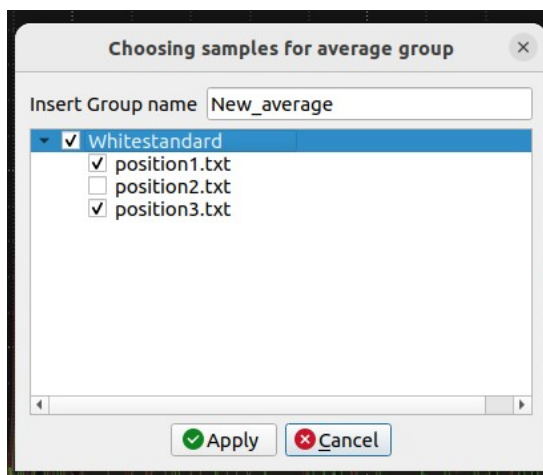 Choosing samples for average group
Insert Group name New_average
Whitestandard
position1.txt
position2.txt
position3.txt
Apply Cancel